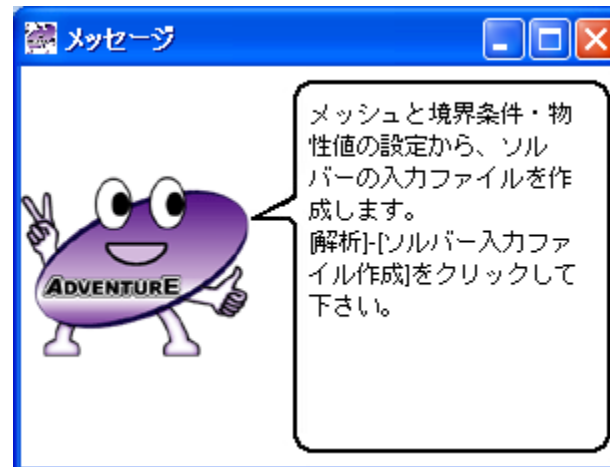 メッセージ
メッシュと境界条件・物
性値の設定から、ソル
バーの入力ファイルを作
成します。
[解析]-[ソルバー入力ファ
イル作成]をクリックして
下さい。
ADVENTURE